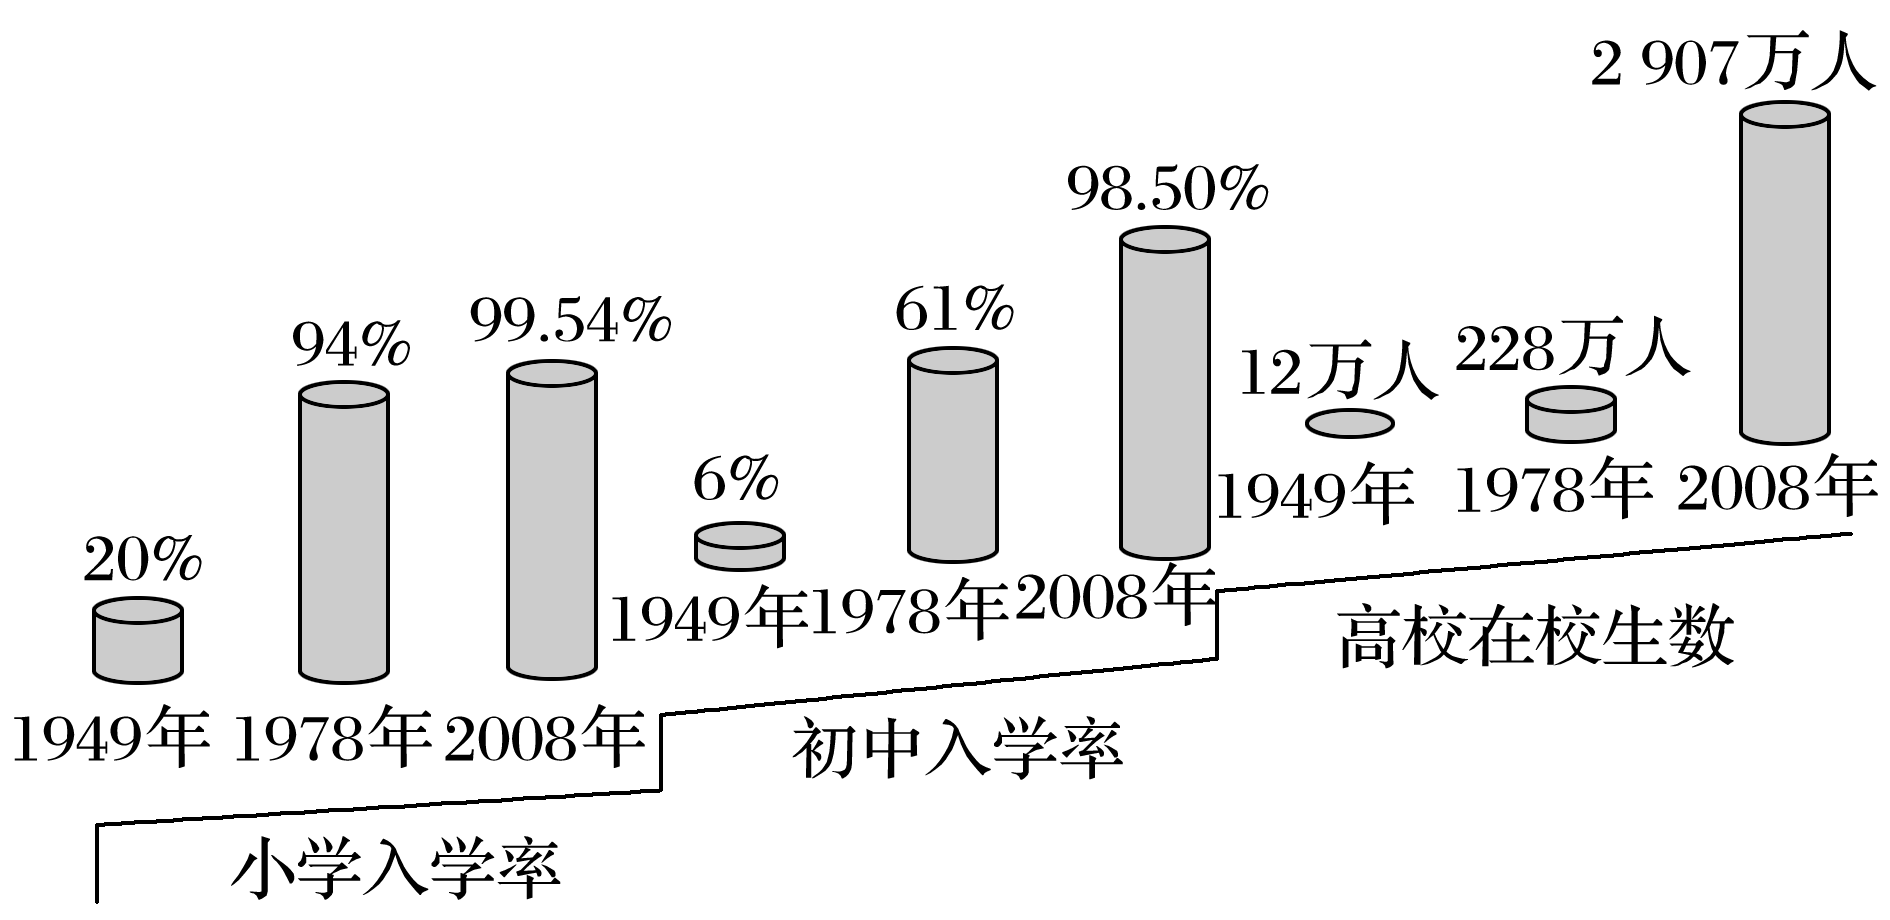 20%
94%
99.54%
1949年 1978年 2008年
小学入学率
6%
61%
98.50%
1949年 1978年 2008年
初中入学率
12万人
228万人
2 907万人
1949年 1978年 2008年
高校在校生数